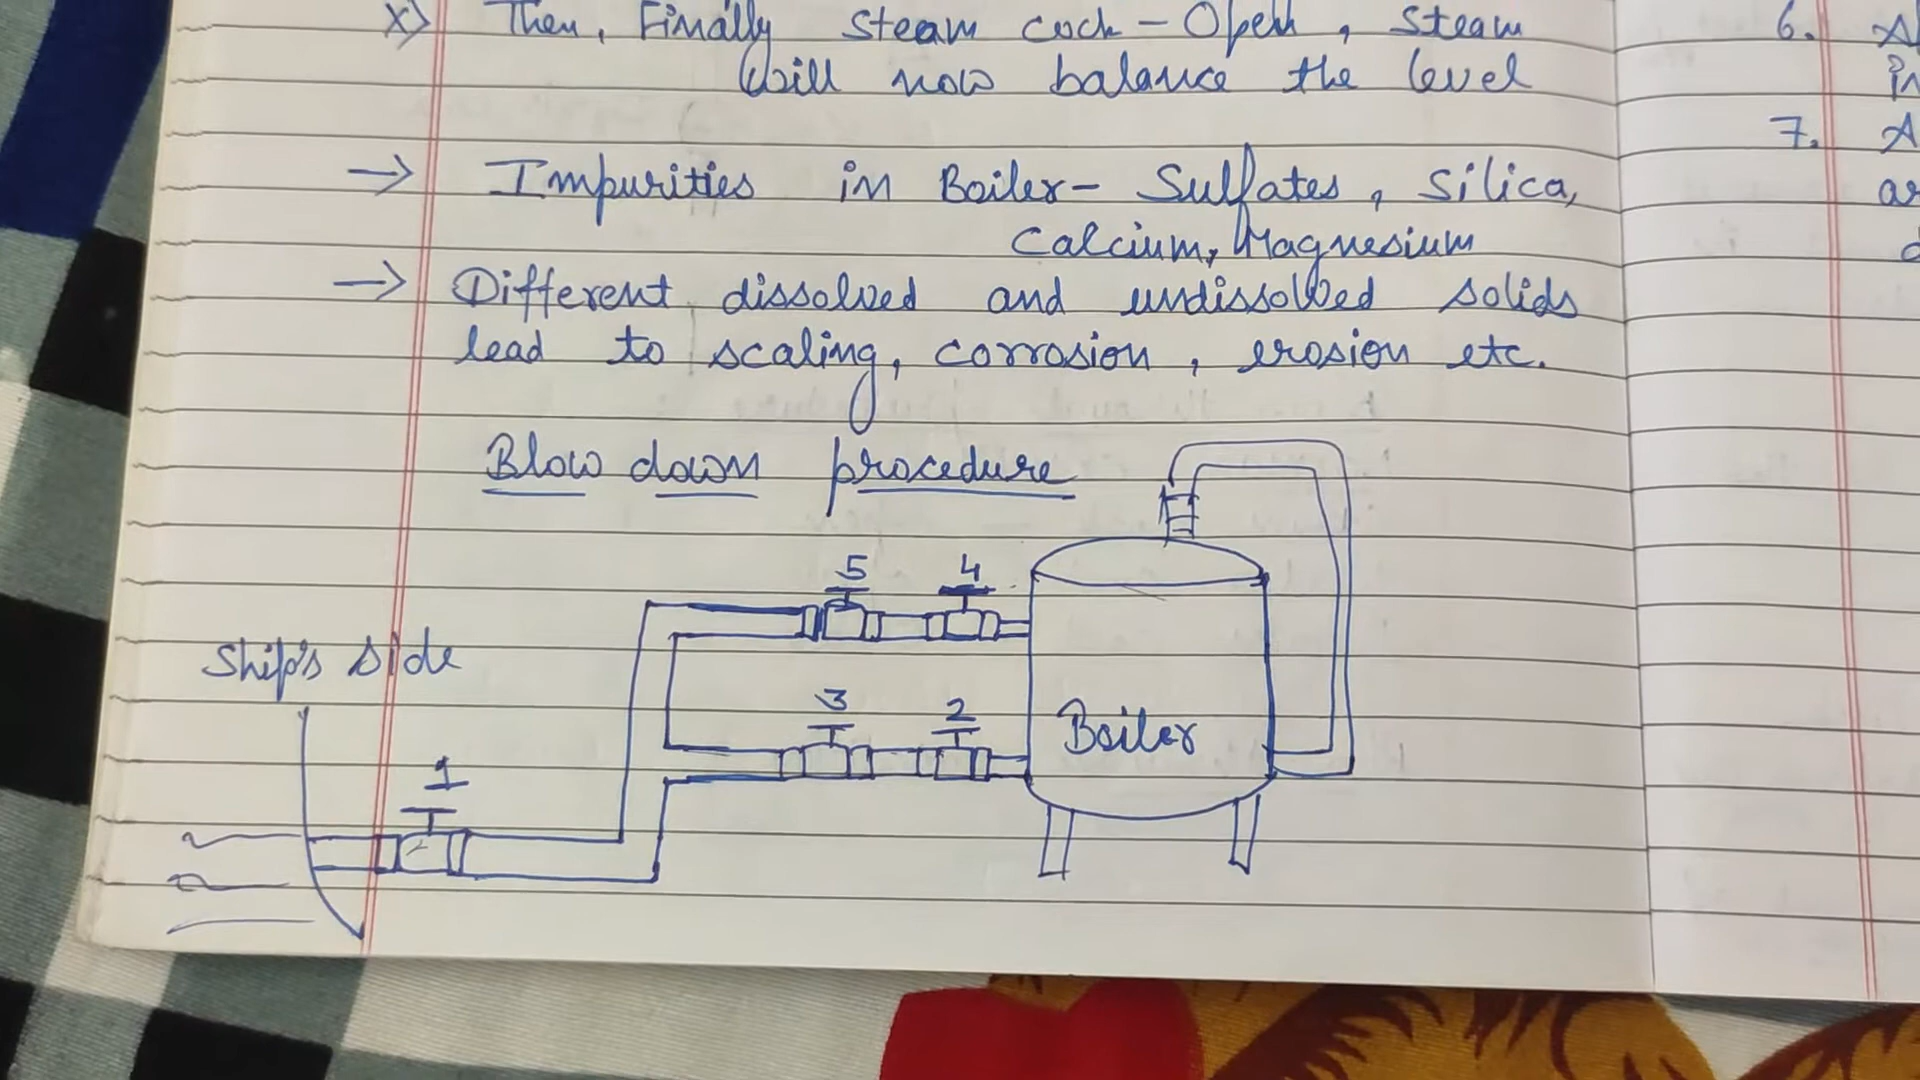 x) Then, Finally steam cock - Open, Steam
Will now balance the level
→ Impurities in Boiler - Sulfates, Silica,
Calcium, Magnesium
→ Different dissolved and undissolved solids
lead to scaling, corrosion, erosion etc.
Blow down procedure
5 4
Ship's side
3 2
Boiler
1
6.
7. A